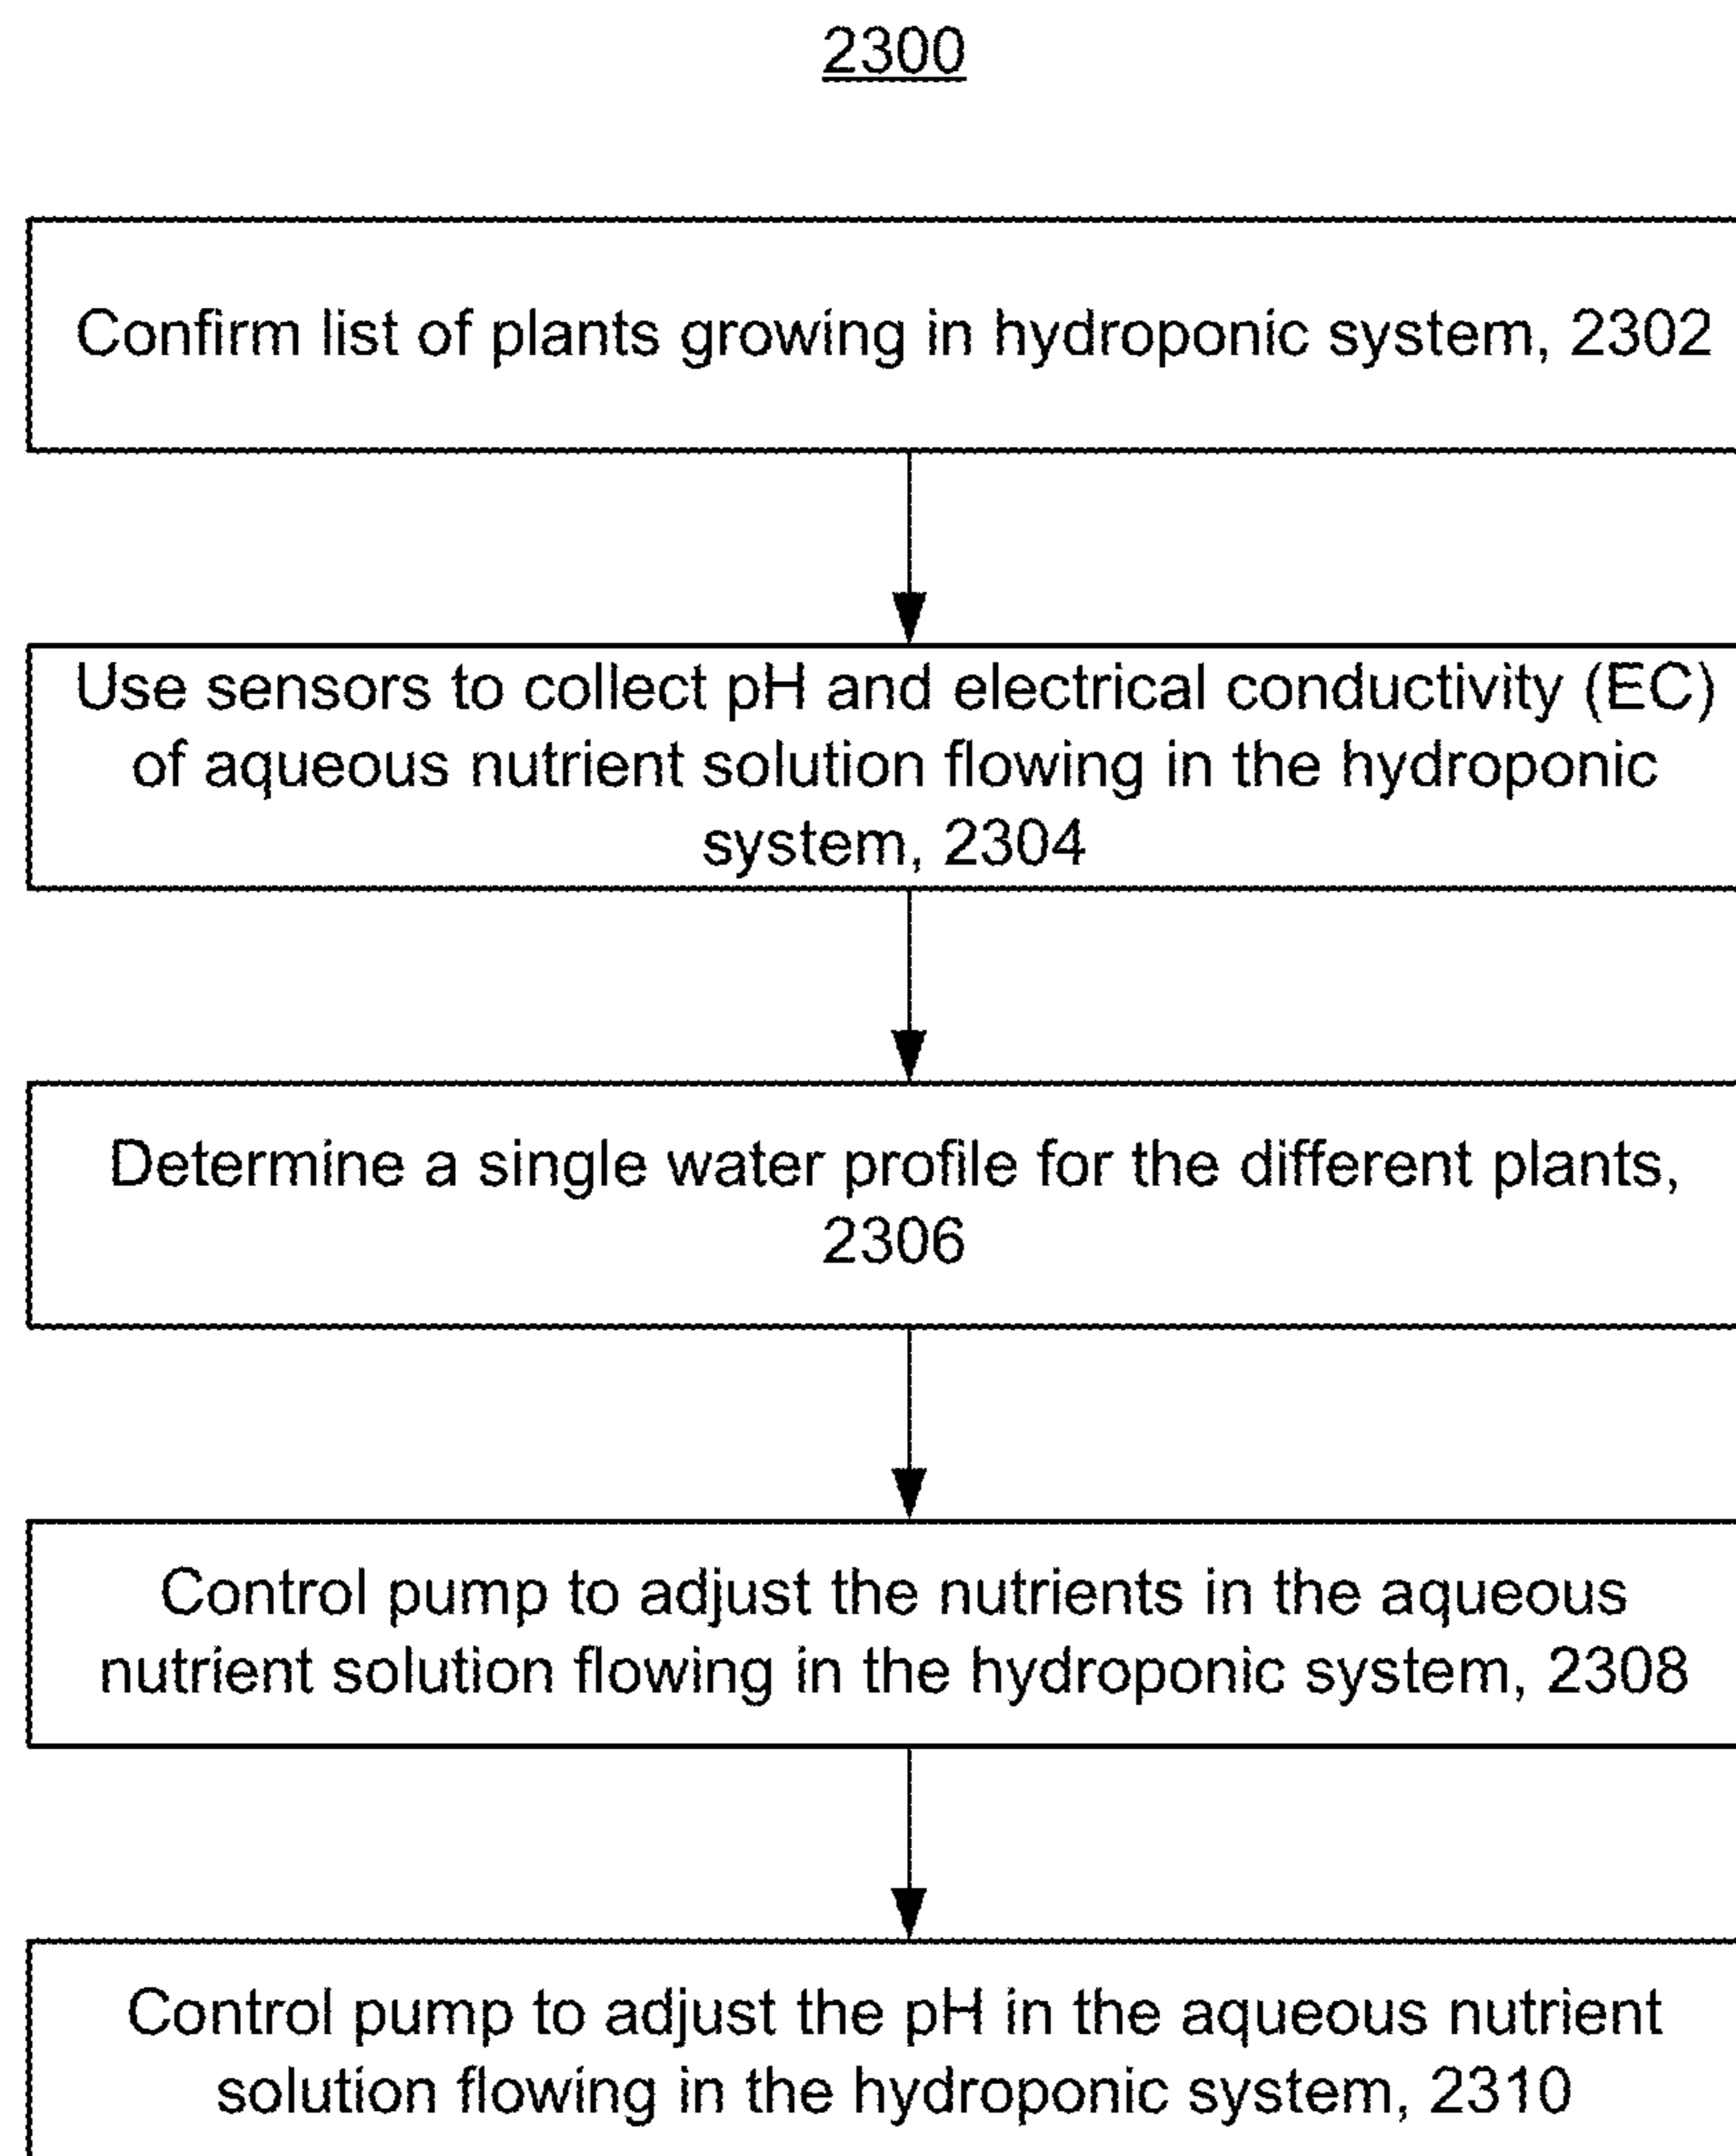 2300
Confirm list of plants growing in hydroponic system, 2302
Use sensors to collect pH and electrical conductivity (EC)
of aqueous nutrient solution flowing in the hydroponic
system, 2304
Determine a single water profile for the different plants,
2306
Control pump to adjust the nutrients in the aqueous
nutrient solution flowing in the hydroponic system, 2308
Control pump to adjust the pH in the aqueous nutrient
solution flowing in the hydroponic system, 2310